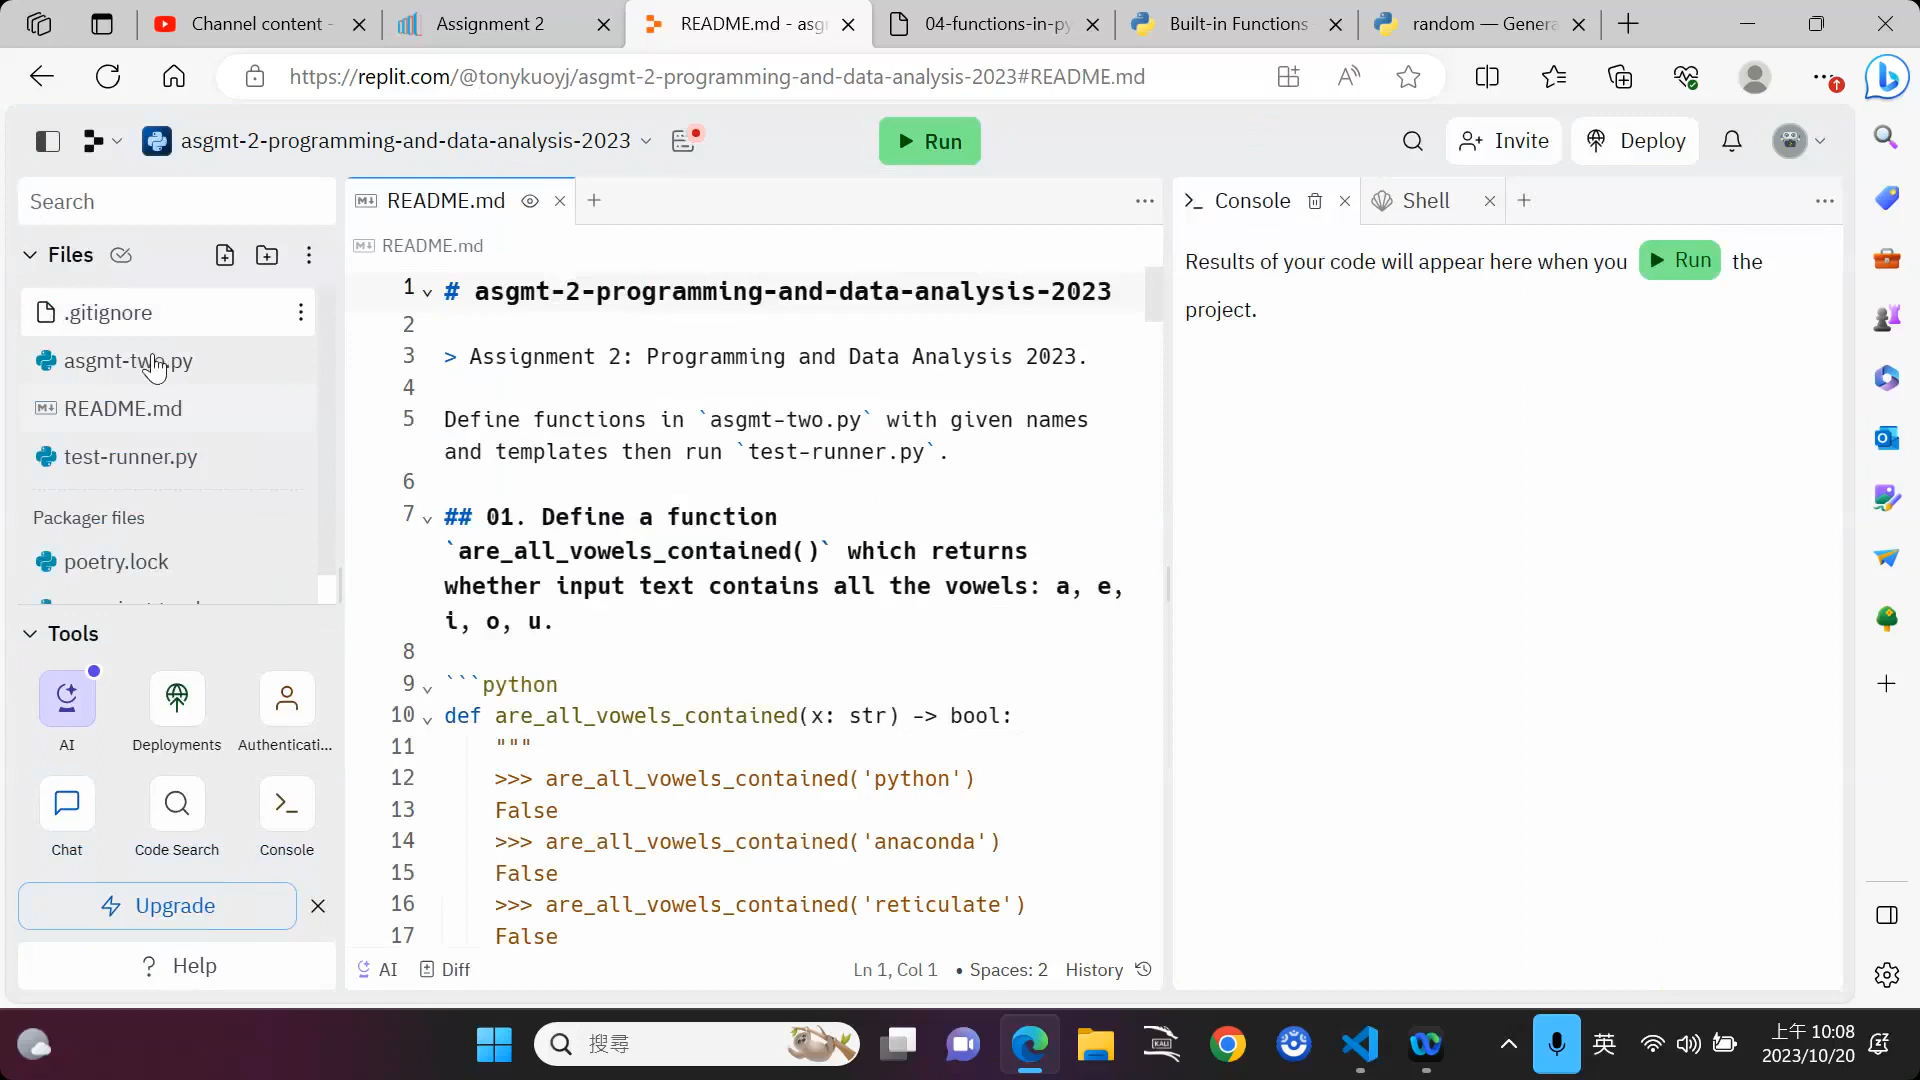 Channel content -
Assignment 2
README.md - asg
04-functions-in-py
Built-in Functions
random — Genera
https://replit.com/@tonykuoyj/asgmt-2-programming-and-data-analysis-2023#README.md
asgmt-2-programming-and-data-analysis-2023
Run
Invite
Deploy
Search
Files
.gitignore
asgmt-two.py
README.md
test-runner.py
Packager files
poetry.lock
Tools
AI
Deployments
Authenticati...
Chat
Code Search
Console
Upgrade
? Help
README.md
README.md
1 # asgmt-2-programming-and-data-analysis-2023
2
3 > Assignment 2: Programming and Data Analysis 2023.
4
5 Define functions in `asgmt-two.py` with given names
and templates then run `test-runner.py`.
6
7 ## 01. Define a function
`are_all_vowels_contained()` which returns
whether input text contains all the vowels: a, e,
i, o, u.
8
9 ```python
10 def are_all_vowels_contained(x: str) -> bool:
11 """
12 >>> are_all_vowels_contained('python')
13 False
14 >>> are_all_vowels_contained('anaconda')
15 False
16 >>> are_all_vowels_contained('reticulate')
17 False
AI
Diff
Ln 1, Col 1
• Spaces: 2
History
Console
Shell
Results of your code will appear here when you Run the
project.
搜尋
KALI
英
上午 10:08
2023/10/20